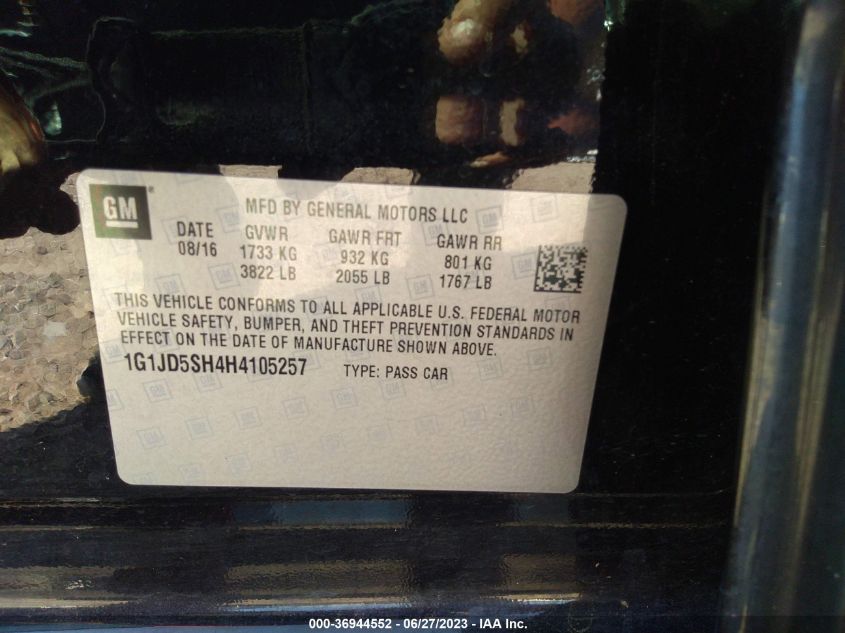 GM
MFD BY GENERAL MOTORS LLC
DATE GVWR GAWR FRT GAWR RR
08/16 1733 KG 932 KG 801 KG
3822 LB 2055 LB 1767 LB
THIS VEHICLE CONFORMS TO ALL APPLICABLE U.S. FEDERAL MOTOR
VEHICLE SAFETY, BUMPER, AND THEFT PREVENTION STANDARDS IN
EFFECT ON THE DATE OF MANUFACTURE SHOWN ABOVE.
1G1JD5SH4H4105257 TYPE: PASS CAR
000-36944552 - 06/27/2023 - IAA Inc.